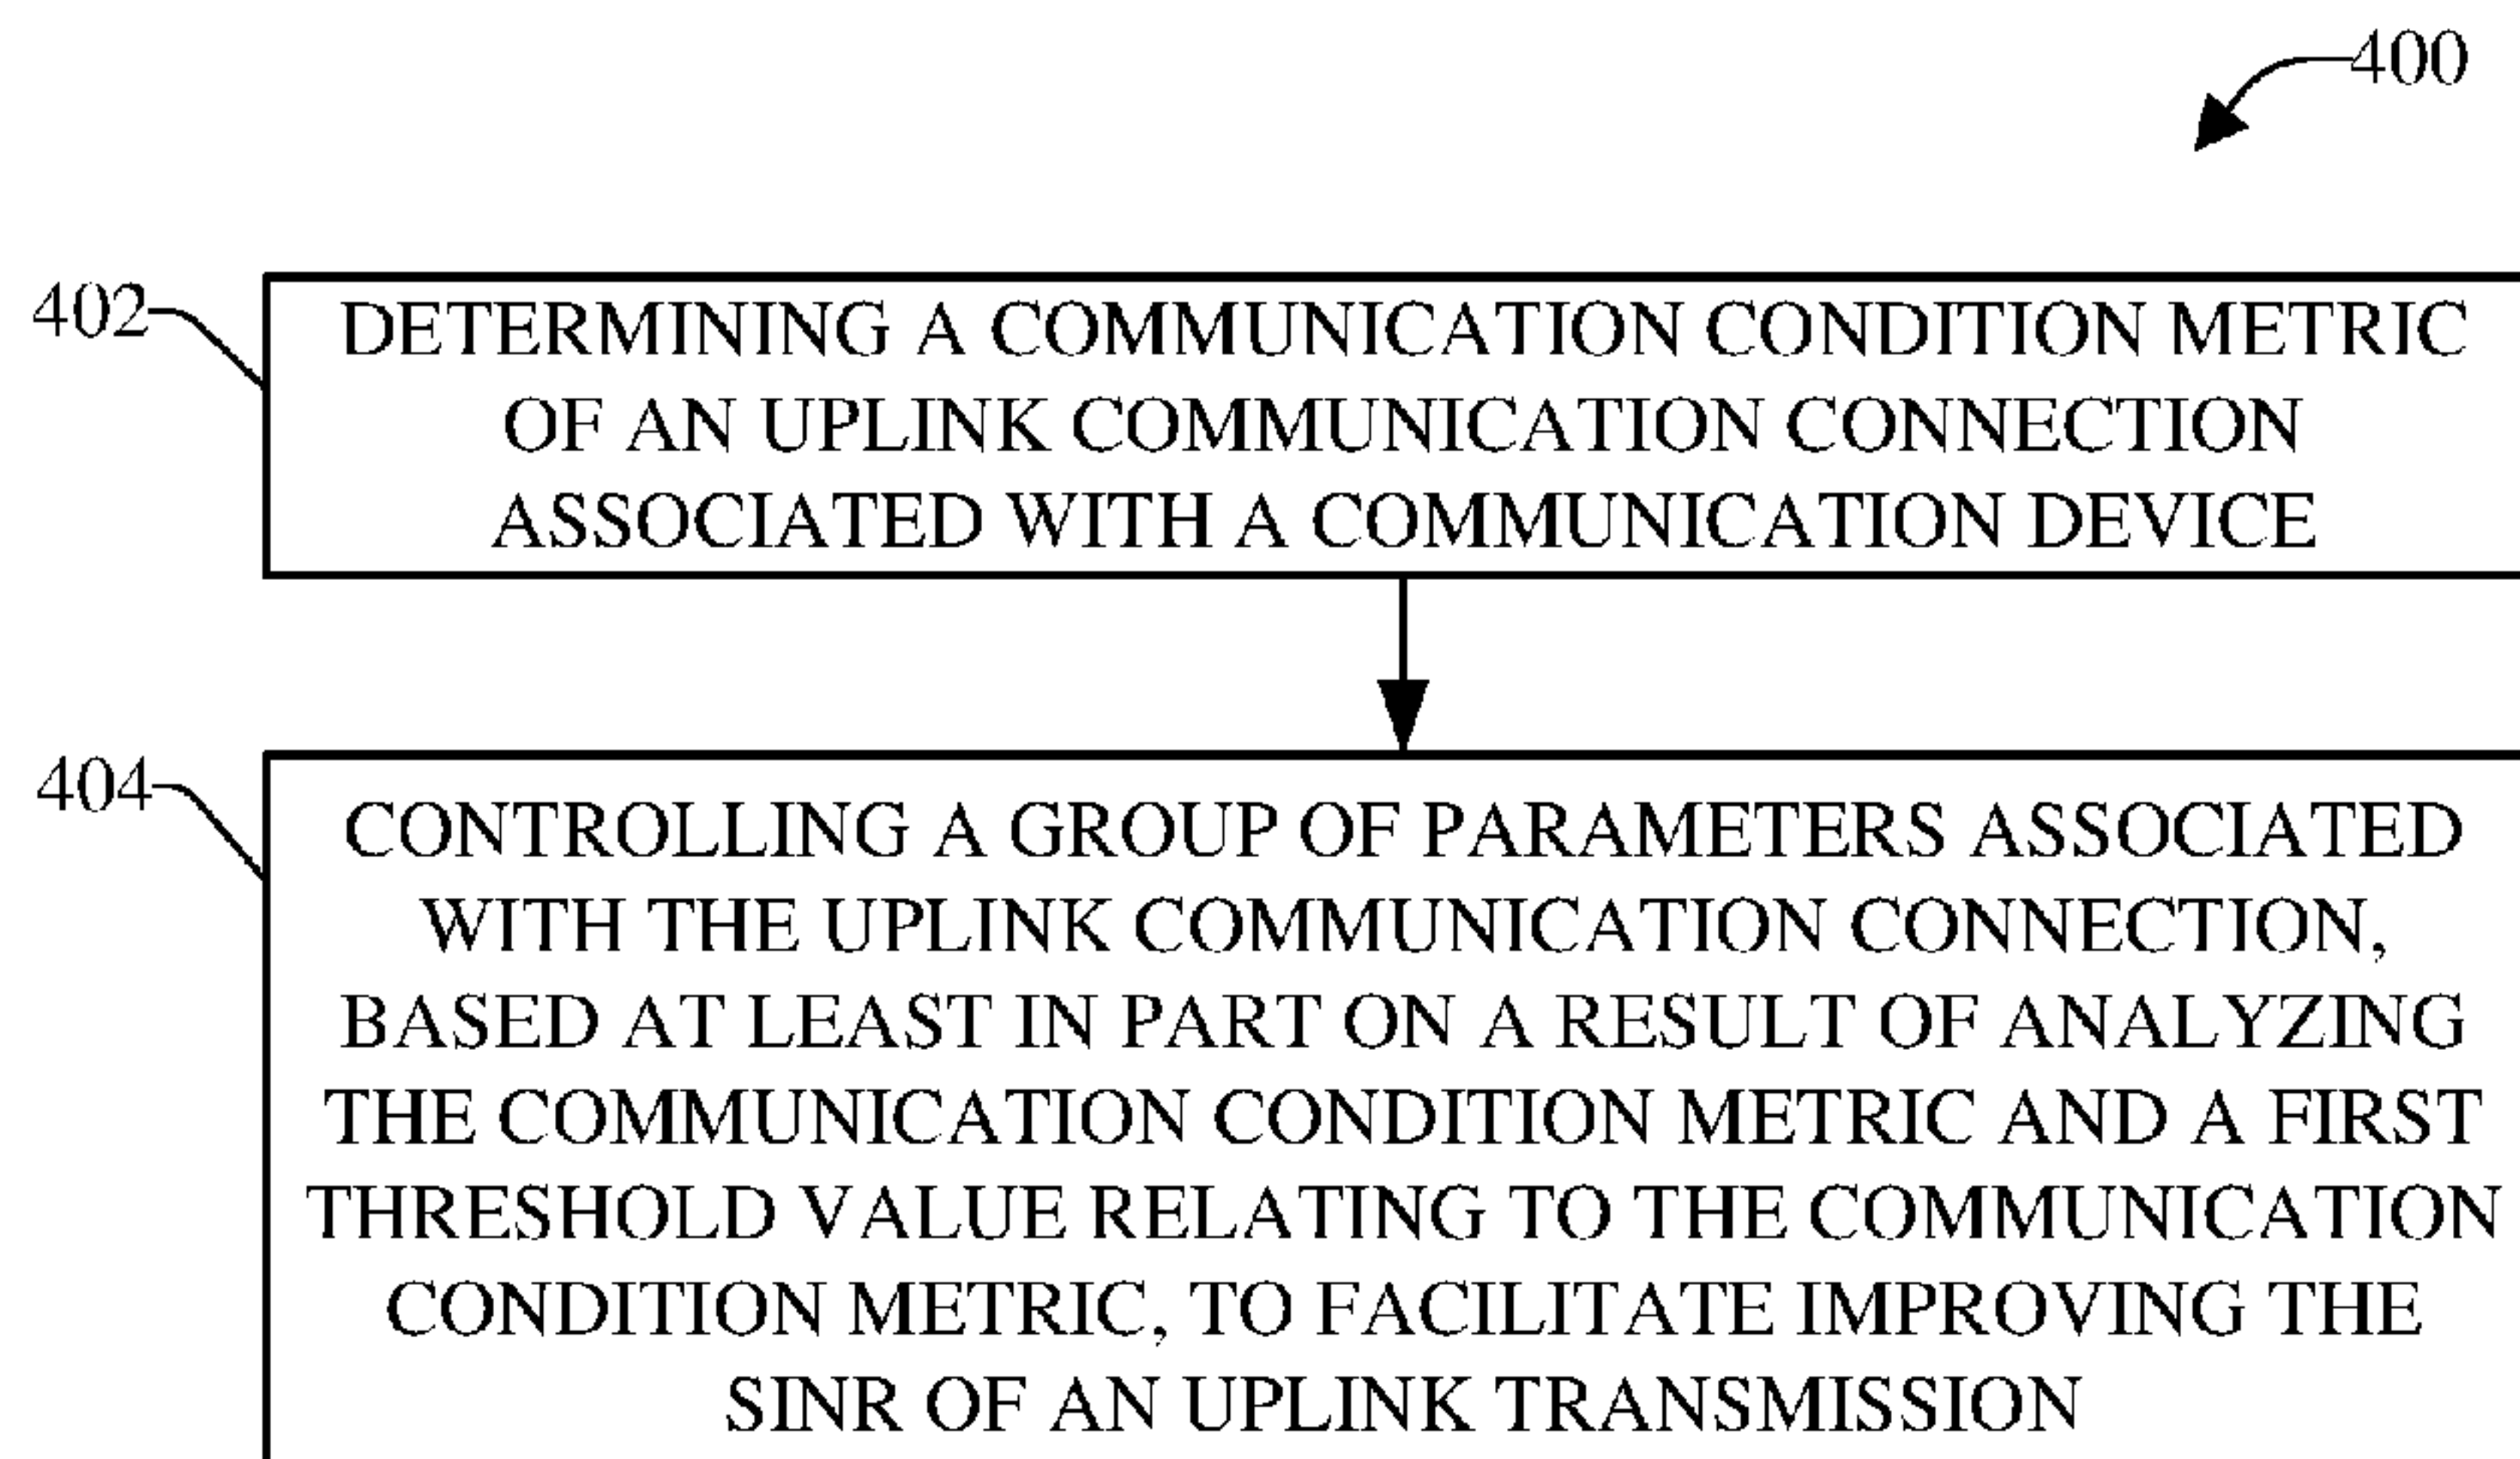 400
402
DETERMINING A COMMUNICATION CONDITION METRIC
OF AN UPLINK COMMUNICATION CONNECTION
ASSOCIATED WITH A COMMUNICATION DEVICE
404
CONTROLLING A GROUP OF PARAMETERS ASSOCIATED
WITH THE UPLINK COMMUNICATION CONNECTION,
BASED AT LEAST IN PART ON A RESULT OF ANALYZING
THE COMMUNICATION CONDITION METRIC AND A FIRST
THRESHOLD VALUE RELATING TO THE COMMUNICATION
CONDITION METRIC, TO FACILITATE IMPROVING THE
SINR OF AN UPLINK TRANSMISSION